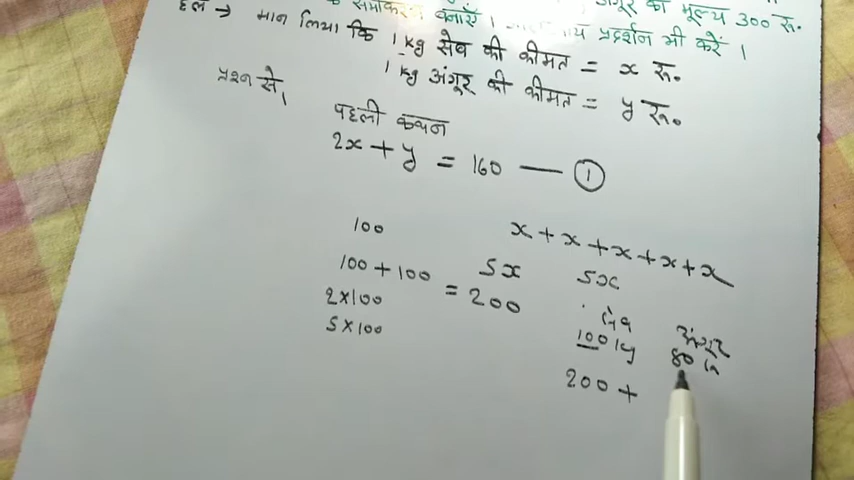 समीकरण बनाएँ । अंगूर का मूल्य 300 रू.
प्रदर्शन भी करें ।
हल → मान लिया कि 1 kg सेब की कीमत = x रू.
1 kg अंगूर की कीमत = y रू.
प्रश्न से,
पहली कथन
2x + y = 160 — 1
100
x + x + x + x + x
100 + 100 = 200
5x
5x
2 x 100
5 x 100
100
अंगूर
80
200 +